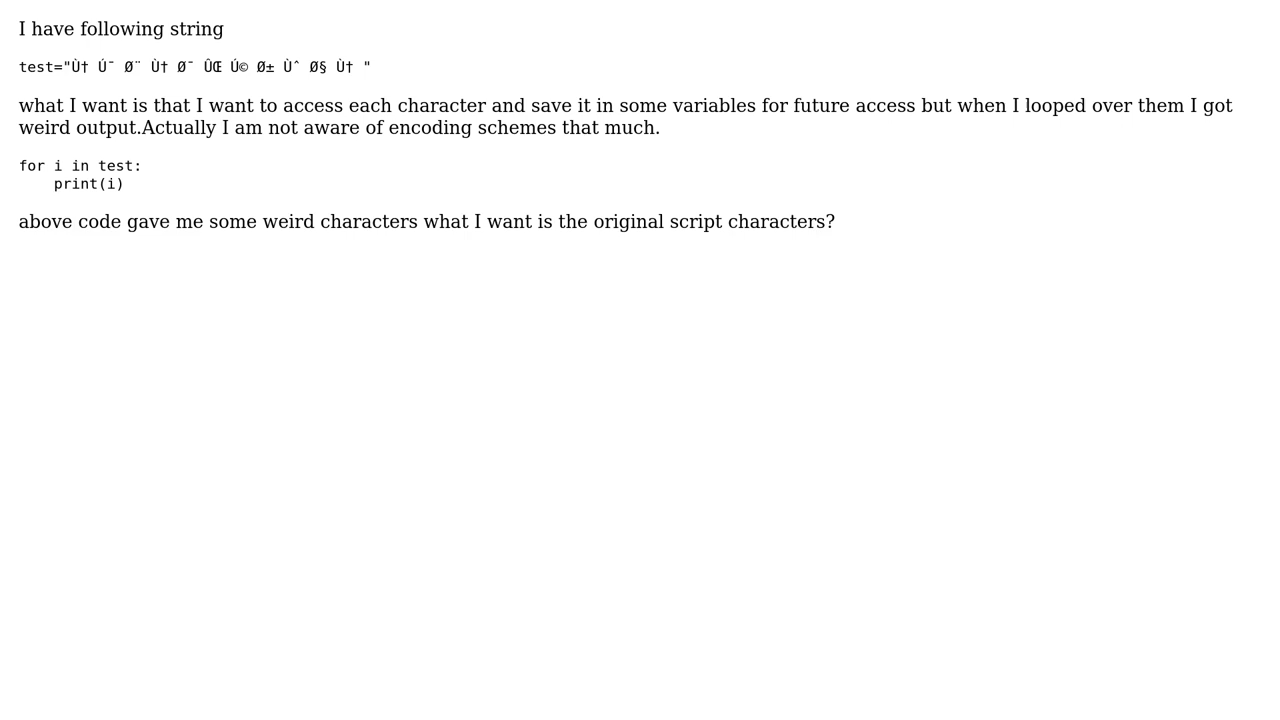 I have following string
test="Ù† Ú¯ Ø¨ Ù† Ø¯ ÛŒ Ú© Ø± Ùˆ Ø§ Ù† "
what I want is that I want to access each character and save it in some variables for future access but when I looped over them I got
weird output.Actually I am not aware of encoding schemes that much.
for i in test:
    print(i)
above code gave me some weird characters what I want is the original script characters?